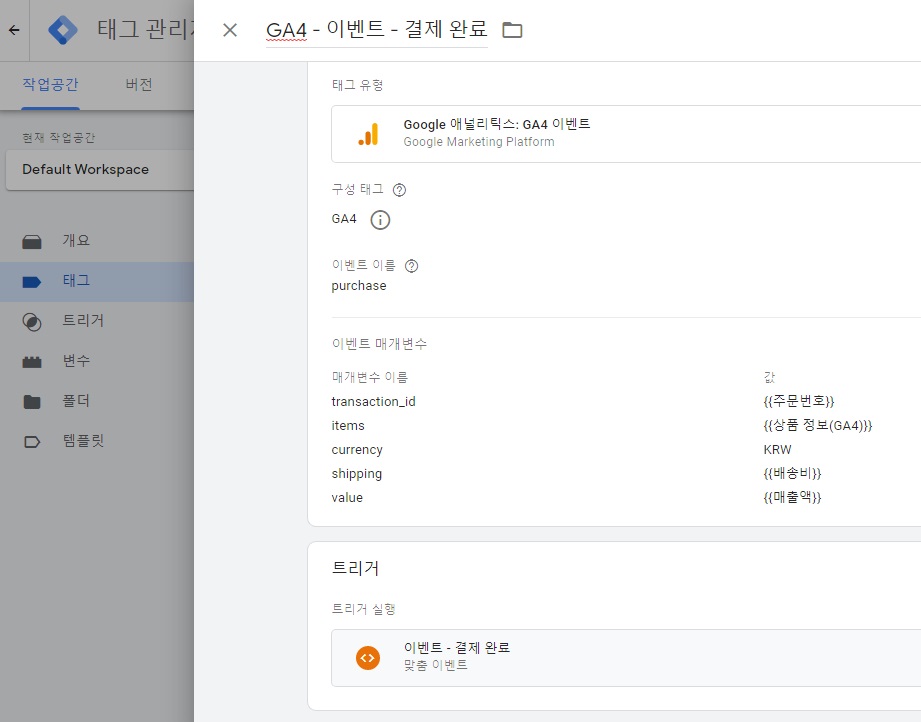 태그 관리
GA4 - 이벤트 - 결제 완료
작업공간
버전
현재 작업공간
Default Workspace
개요
태그
트리거
변수
폴더
템플릿
태그 유형
Google 애널리틱스: GA4 이벤트
Google Marketing Platform
구성 태그
GA4
이벤트 이름
purchase
이벤트 매개변수
매개변수 이름 값
transaction_id {{주문번호}}
items {{상품 정보(GA4)}}
currency KRW
shipping {{배송비}}
value {{매출액}}
트리거
트리거 실행
이벤트 - 결제 완료
맞춤 이벤트